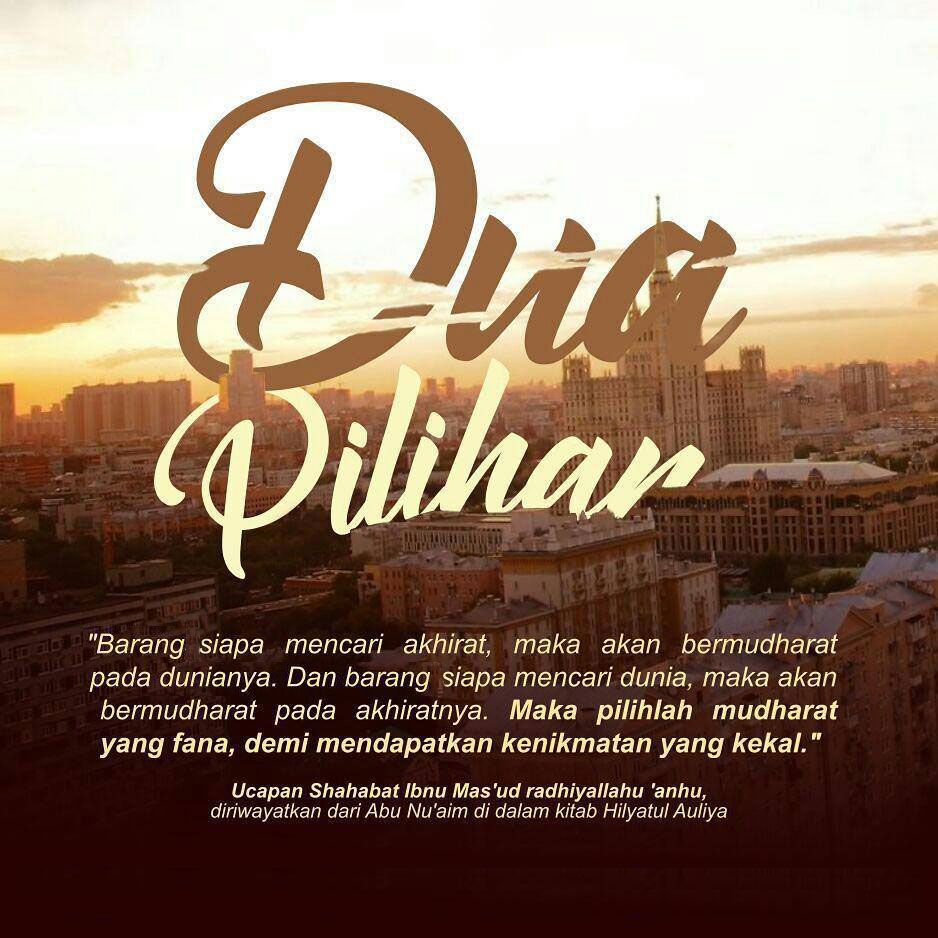 Dua
Pilihan
"Barang siapa mencari akhirat, maka akan bermudharat
pada dunianya. Dan barang siapa mencari dunia, maka akan
bermudharat pada akhiratnya. Maka pilihlah mudharat
yang fana, demi mendapatkan kenikmatan yang kekal."
Ucapan Shahabat Ibnu Mas'ud radhiyallahu 'anhu,
diriwayatkan dari Abu Nu'aim di dalam kitab Hilyatul Auliya